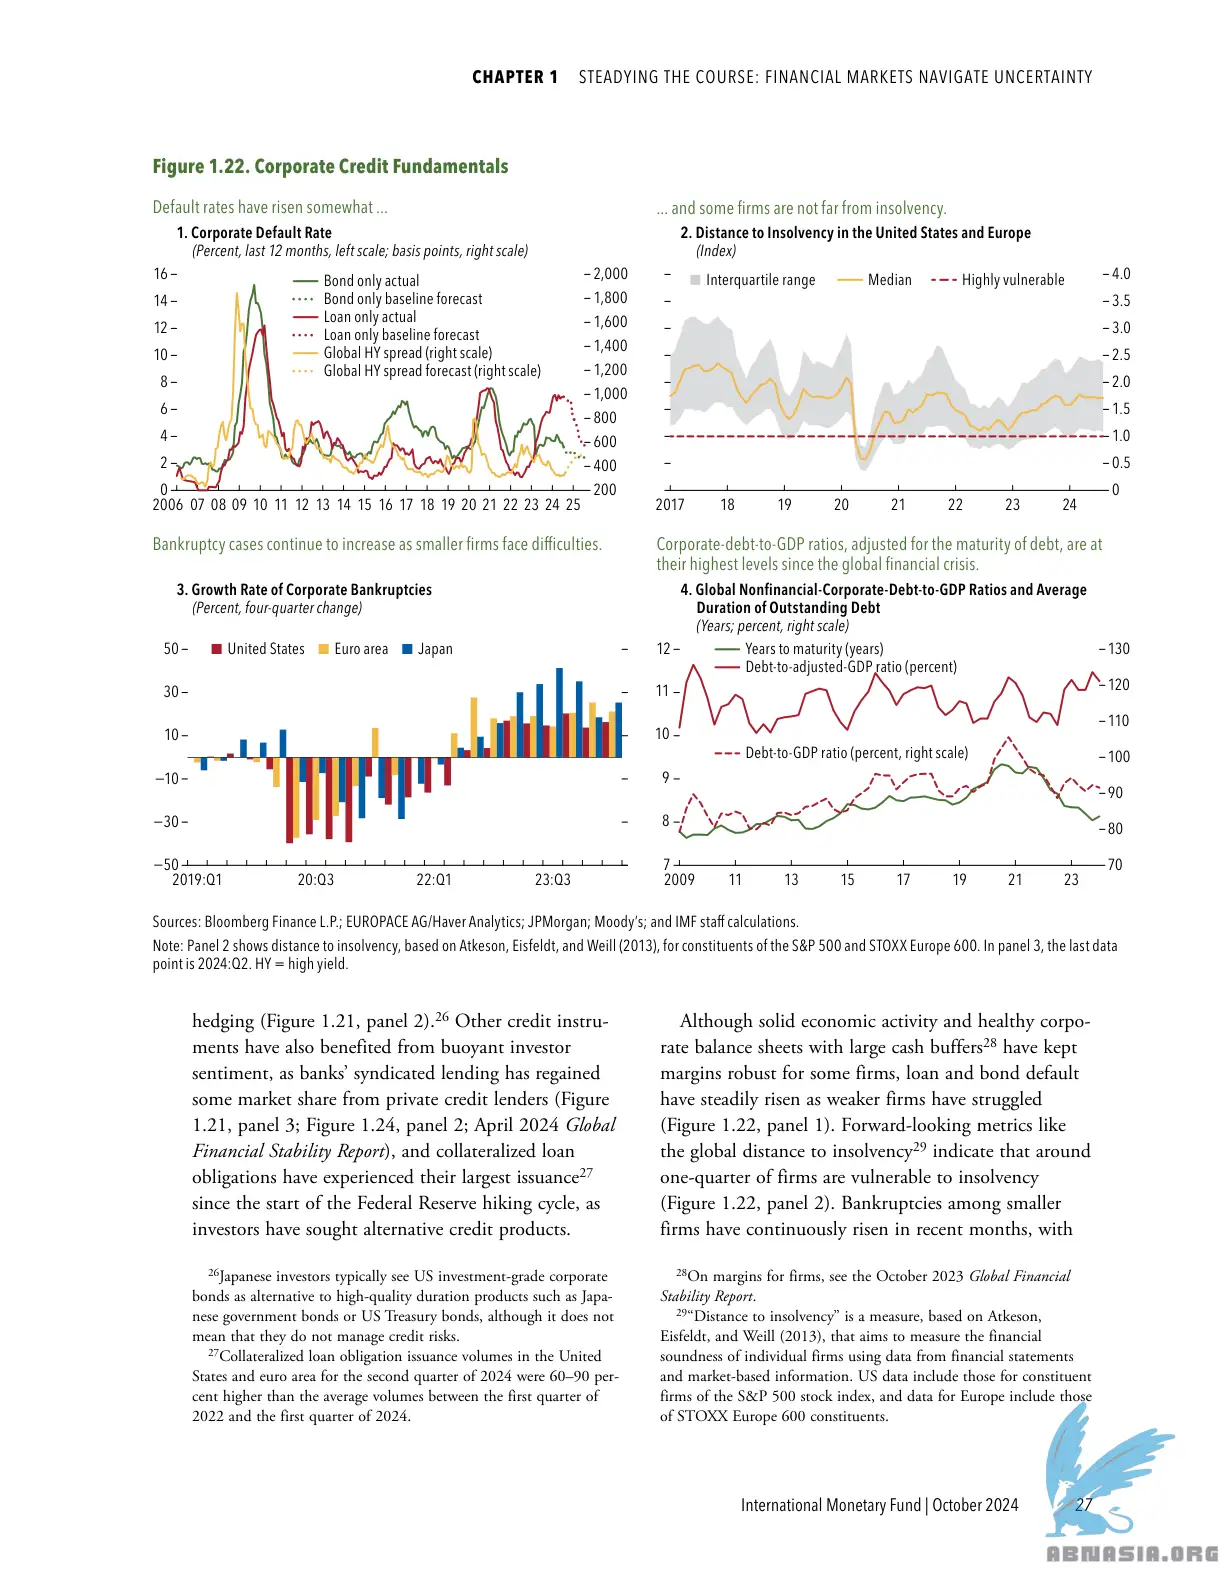 CHAPTER 1 STEADYING THE COURSE: FINANCIAL MARKETS NAVIGATE UNCERTAINTY
Figure 1.22. Corporate Credit Fundamentals
Default rates have risen somewhat ...
1. Corporate Default Rate
(Percent, last 12 months, left scale; basis points, right scale)
16
14
12
10
8
6
4
2
0
Bond only actual
Bond only baseline forecast
Loan only actual
Loan only baseline forecast
Global HY spread (right scale)
Global HY spread forecast (right scale)
2,000
1,800
1,600
1,400
1,200
1,000
800
600
400
200
2006 07 08 09 10 11 12 13 14 15 16 17 18 19 20 21 22 23 24 25
... and some firms are not far from insolvency.
2. Distance to Insolvency in the United States and Europe
(Index)
Interquartile range Median Highly vulnerable
4.0
3.5
3.0
2.5
2.0
1.5
1.0
0.5
0
2017 18 19 20 21 22 23 24
Bankruptcy cases continue to increase as smaller firms face difficulties.
3. Growth Rate of Corporate Bankruptcies
(Percent, four-quarter change)
United States Euro area Japan
50
30
10
−10
−30
−50
2019:Q1 20:Q3 22:Q1 23:Q3
Corporate-debt-to-GDP ratios, adjusted for the maturity of debt, are at
their highest levels since the global financial crisis.
4. Global Nonfinancial-Corporate-Debt-to-GDP Ratios and Average
Duration of Outstanding Debt
(Years; percent, right scale)
12
11
10
9
8
7
Years to maturity (years)
Debt-to-adjusted-GDP ratio (percent)
Debt-to-GDP ratio (percent, right scale)
130
120
110
100
90
80
70
2009 11 13 15 17 19 21 23
Sources: Bloomberg Finance L.P.; EUROPACE AG/Haver Analytics; JPMorgan; Moody's; and IMF staff calculations.
Note: Panel 2 shows distance to insolvency, based on Atkeson, Eisfeldt, and Weill (2013), for constituents of the S&P 500 and STOXX Europe 600. In panel 3, the last data
point is 2024:Q2. HY = high yield.
hedging (Figure 1.21, panel 2).26 Other credit instru-
ments have also benefited from buoyant investor
sentiment, as banks' syndicated lending has regained
some market share from private credit lenders (Figure
1.21, panel 3; Figure 1.24, panel 2; April 2024 Global
Financial Stability Report), and collateralized loan
obligations have experienced their largest issuance27
since the start of the Federal Reserve hiking cycle, as
investors have sought alternative credit products.
26Japanese investors typically see US investment-grade corporate
bonds as alternative to high-quality duration products such as Japa-
nese government bonds or US Treasury bonds, although it does not
mean that they do not manage credit risks.
27Collateralized loan obligation issuance volumes in the United
States and euro area for the second quarter of 2024 were 60–90 per-
cent higher than the average volumes between the first quarter of
2022 and the first quarter of 2024.
Although solid economic activity and healthy corpo-
rate balance sheets with large cash buffers28 have kept
margins robust for some firms, loan and bond default
have steadily risen as weaker firms have struggled
(Figure 1.22, panel 1). Forward-looking metrics like
the global distance to insolvency29 indicate that around
one-quarter of firms are vulnerable to insolvency
(Figure 1.22, panel 2). Bankruptcies among smaller
firms have continuously risen in recent months, with
28On margins for firms, see the October 2023 Global Financial
Stability Report.
29“Distance to insolvency” is a measure, based on Atkeson,
Eisfeldt, and Weill (2013), that aims to measure the financial
soundness of individual firms using data from financial statements
and market-based information. US data include those for constituent
firms of the S&P 500 stock index, and data for Europe include those
of STOXX Europe 600 constituents.
International Monetary Fund | October 2024 27
ABNASIA.ORG